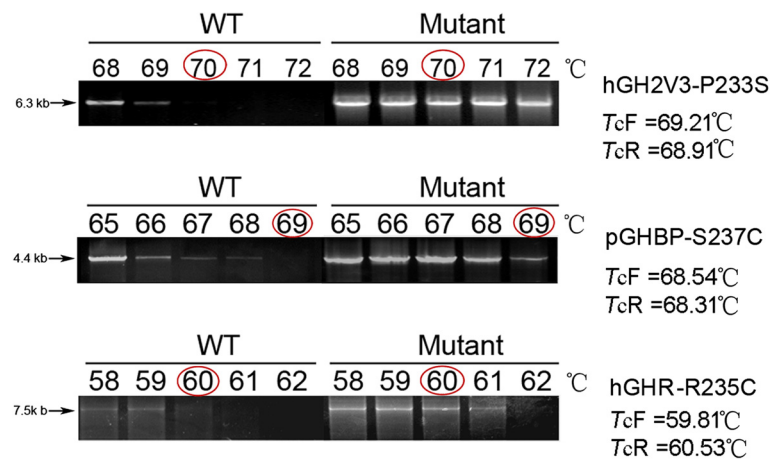 WT Mutant
68 69 70 71 72 68 69 70 71 72 ℃
6.3 kb
hGH2V3-P233S
TcF =69.21℃
TcR =68.91℃
WT Mutant
65 66 67 68 69 65 66 67 68 69 ℃
4.4 kb
pGHBP-S237C
TcF =68.54℃
TcR =68.31℃
WT Mutant
58 59 60 61 62 58 59 60 61 62 ℃
7.5k b
hGHR-R235C
TcF =59.81℃
TcR =60.53℃